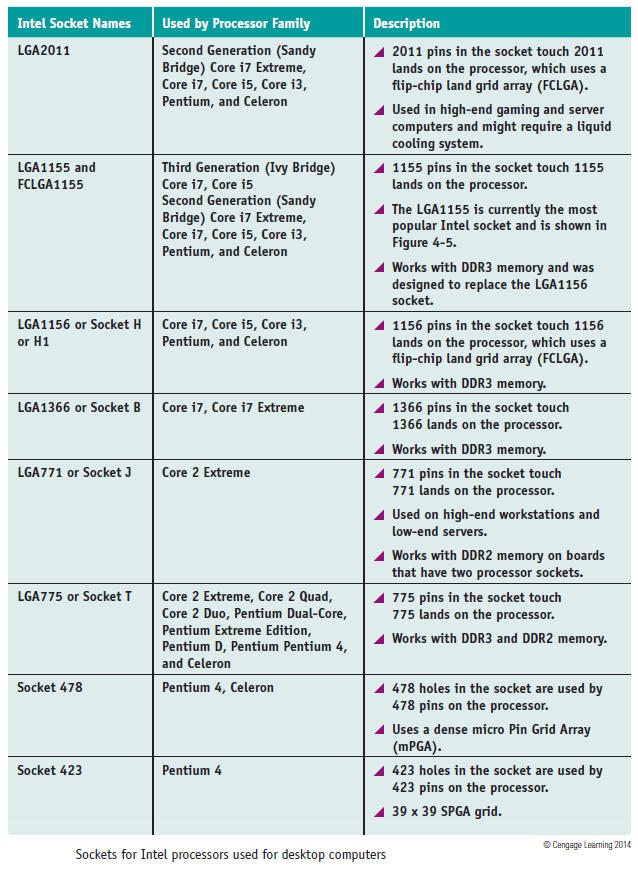 Intel Socket Names
Used by Processor Family
Description
LGA2011
Second Generation (Sandy
Bridge) Core i7 Extreme,
Core i7, Core i5, Core i3,
Pentium, and Celeron
2011 pins in the socket touch 2011
lands on the processor, which uses a
flip-chip land grid array (FCLGA).
Used in high-end gaming and server
computers and might require a liquid
cooling system.
LGA1155 and
FCLGA1155
Third Generation (Ivy Bridge)
Core i7, Core i5
Second Generation (Sandy
Bridge) Core i7 Extreme,
Core i7, Core i5, Core i3,
Pentium, and Celeron
1155 pins in the socket touch 1155
lands on the processor.
The LGA1155 is currently the most
popular Intel socket and is shown in
Figure 4-5.
Works with DDR3 memory and was
designed to replace the LGA1156
socket.
LGA1156 or Socket H
or H1
Core i7, Core i5, Core i3,
Pentium, and Celeron
1156 pins in the socket touch 1156
lands on the processor, which uses a
flip-chip land grid array (FCLGA).
Works with DDR3 memory.
LGA1366 or Socket B
Core i7, Core i7 Extreme
1366 pins in the socket touch
1366 lands on the processor.
Works with DDR3 memory.
LGA771 or Socket J
Core 2 Extreme
771 pins in the socket touch
771 lands on the processor.
Used on high-end workstations and
low-end servers.
Works with DDR2 memory on boards
that have two processor sockets.
LGA775 or Socket T
Core 2 Extreme, Core 2 Quad,
Core 2 Duo, Pentium Dual-Core,
Pentium Extreme Edition,
Pentium D, Pentium Pentium 4,
and Celeron
775 pins in the socket touch
775 lands on the processor.
Works with DDR3 and DDR2 memory.
Socket 478
Pentium 4, Celeron
478 holes in the socket are used by
478 pins on the processor.
Uses a dense micro Pin Grid Array
(mPGA).
Socket 423
Pentium 4
423 holes in the socket are used by
423 pins on the processor.
39 x 39 SPGA grid.
© Cengage Learning 2014
Sockets for Intel processors used for desktop computers